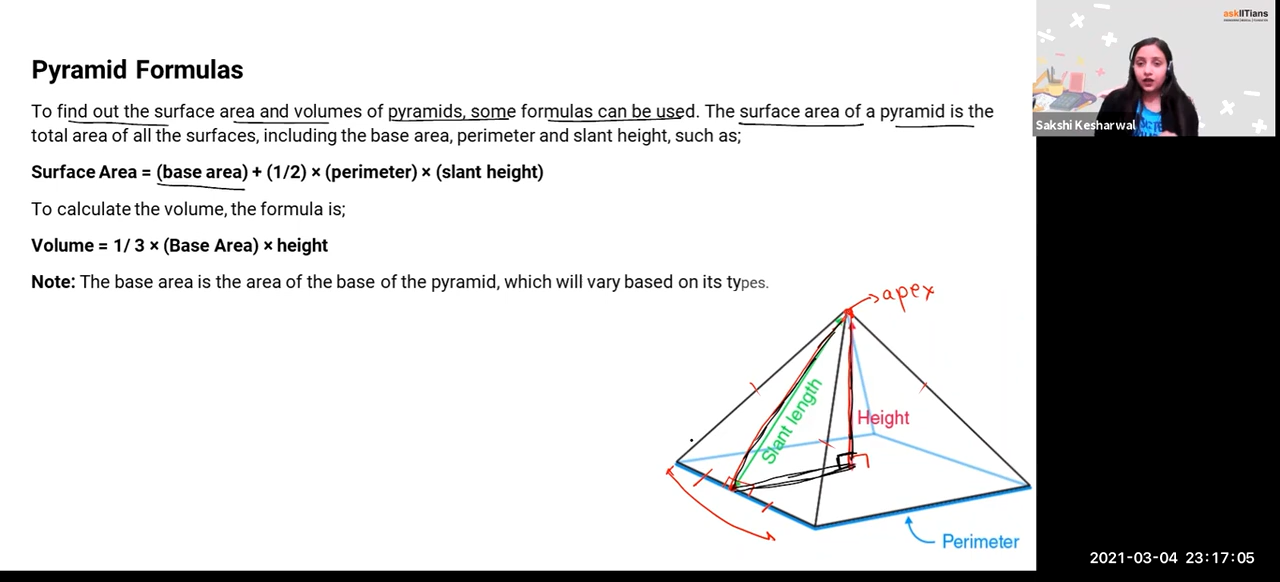 Pyramid Formulas
To find out the surface area and volumes of pyramids, some formulas can be used. The surface area of a pyramid is the
total area of all the surfaces, including the base area, perimeter and slant height, such as;
Surface Area = (base area) + (1/2) × (perimeter) × (slant height)
To calculate the volume, the formula is;
Volume = 1/ 3 × (Base Area) × height
Note: The base area is the area of the base of the pyramid, which will vary based on its types.
apex
Slant length
Height
Perimeter
askIITians
Sakshi Kesharwal
2021-03-04 23:17:05